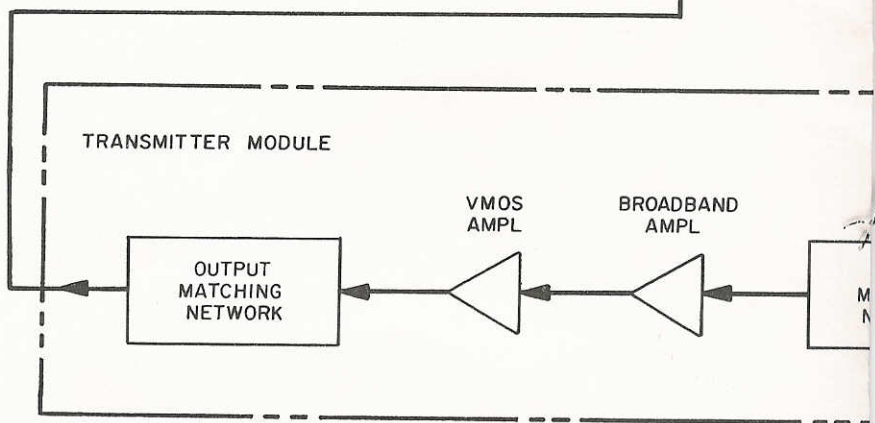 TRANSMITTER MODULE
VMOS
AMPL
BROADBAND
AMPL
OUTPUT
MATCHING
NETWORK